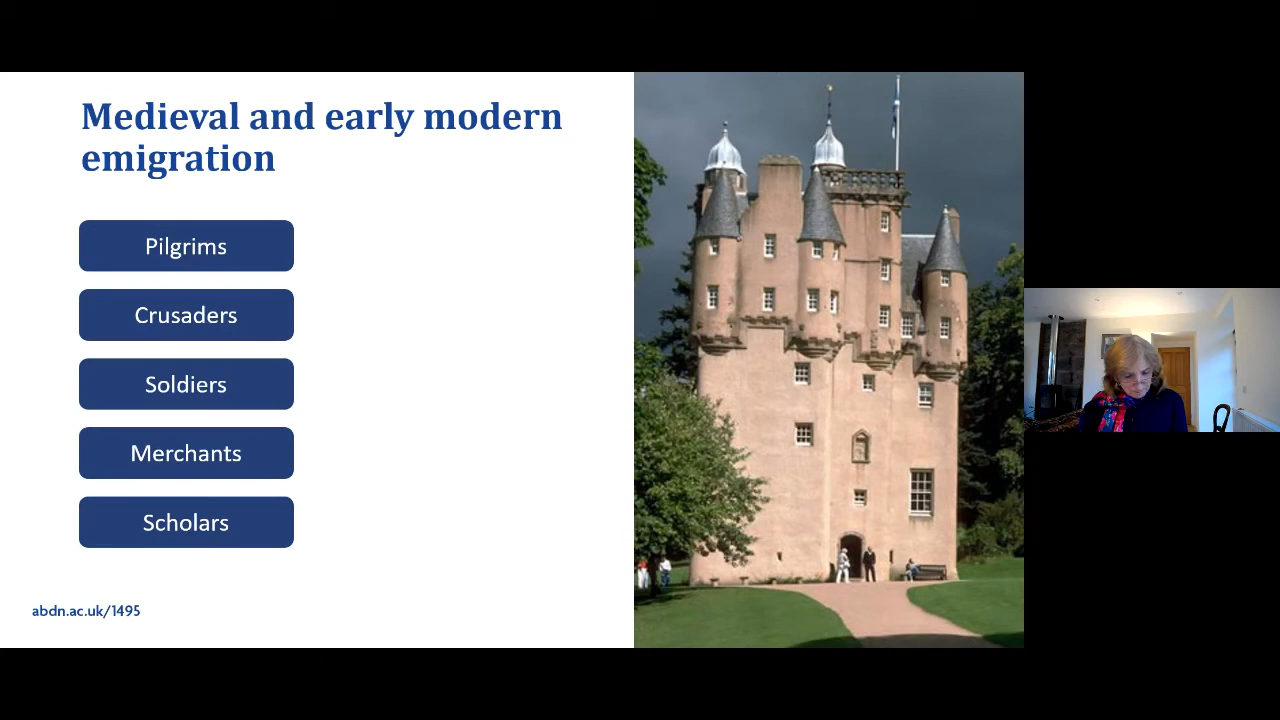 Medieval and early modern
emigration
Pilgrims
Crusaders
Soldiers
Merchants
Scholars
abdn.ac.uk/1495